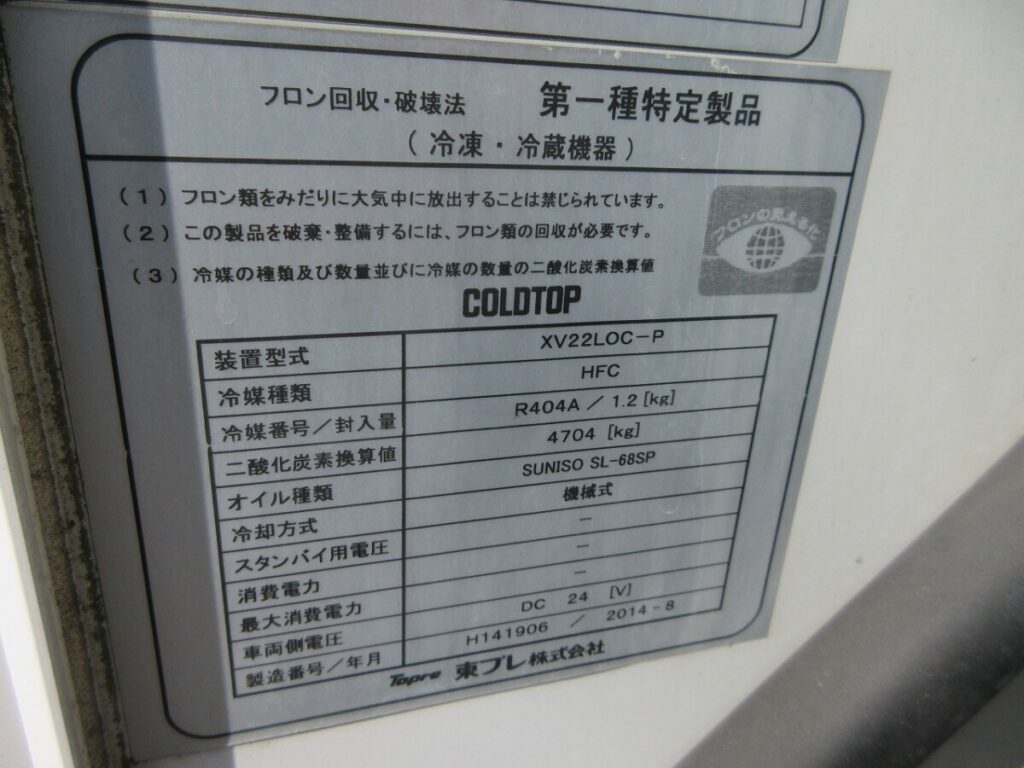 フロン回収・破壊法 第一種特定製品
(冷凍・冷蔵機器)
(1) フロン類をみだりに大気中に放出することは禁じられています。
(2) この製品を破棄・整備するには、フロン類の回収が必要です。
(3) 冷媒の種類及び数量並びに冷媒の数量の二酸化炭素換算値
フロンの見える化
COLDTOP
装置型式 XV22LOC-P
冷媒種類 HFC
冷媒番号/封入量 R404A / 1.2 [kg]
二酸化炭素換算値 4704 [kg]
オイル種類 SUNISO SL-68SP
冷却方式 機械式
スタンバイ用電圧 -
消費電力 -
最大消費電力 -
車両側電圧 DC 24 [V]
製造番号/年月 H141906 / 2014-8
Topre 東プレ株式会社